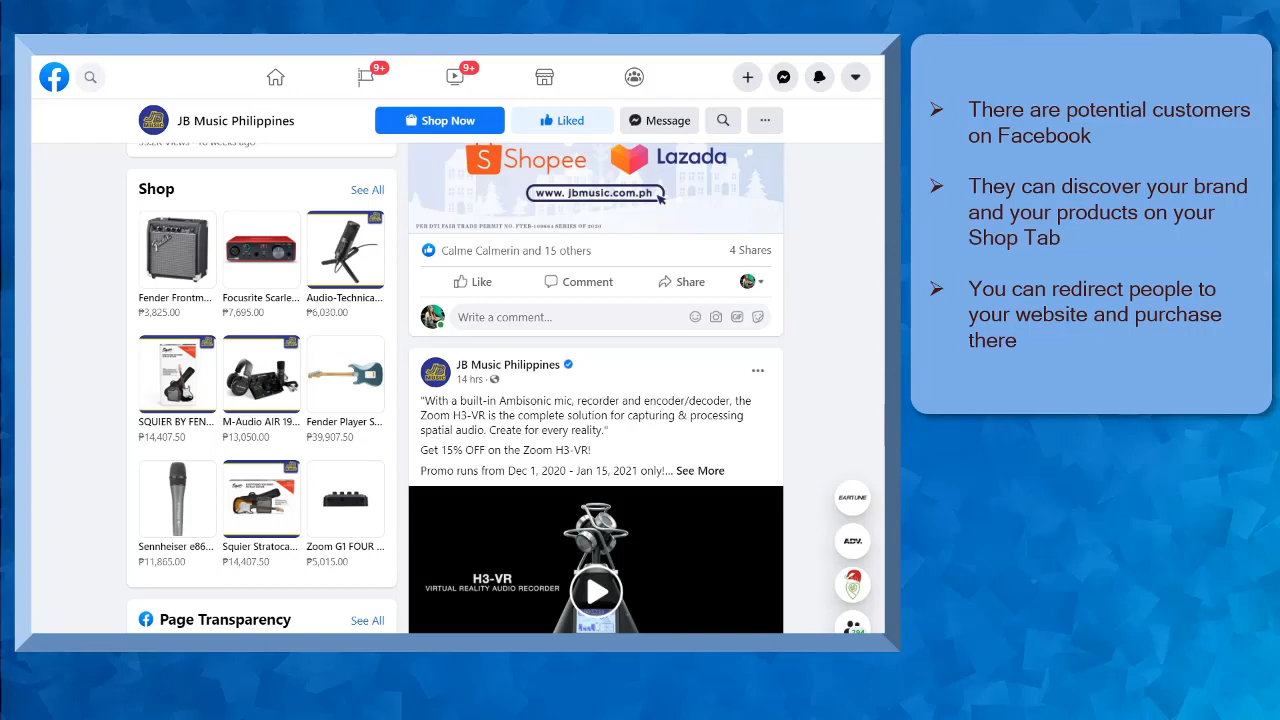 9+
9+
JB Music Philippines
Shop Now
Liked
Message
Shop
See All
Fender Frontm...
₱3,825.00
Focusrite Scarle...
₱7,695.00
Audio-Technica...
₱6,030.00
SQUIER BY FEN...
₱14,407.50
M-Audio AIR 19...
₱13,050.00
Fender Player S...
₱39,907.50
Sennheiser e86...
₱11,865.00
Squier Stratoca...
₱14,407.50
Zoom G1 FOUR ...
₱5,015.00
Page Transparency
See All
Shopee
Lazada
www. jbmusic.com.ph
Calme Calmerin and 15 others
4 Shares
Like
Comment
Share
Write a comment...
JB Music Philippines
14 hrs ·
"With a built-in Ambisonic mic, recorder and encoder/decoder, the
Zoom H3-VR is the complete solution for capturing & processing
spatial audio. Create for every reality."
Get 15% OFF on the Zoom H3-VR!
Promo runs from Dec 1, 2020 - Jan 15, 2021 only!... See More
H3-VR
VIRTUAL REALITY AUDIO RECORDER
EARTUNE
ADV.
There are potential customers
on Facebook
They can discover your brand
and your products on your
Shop Tab
You can redirect people to
your website and purchase
there